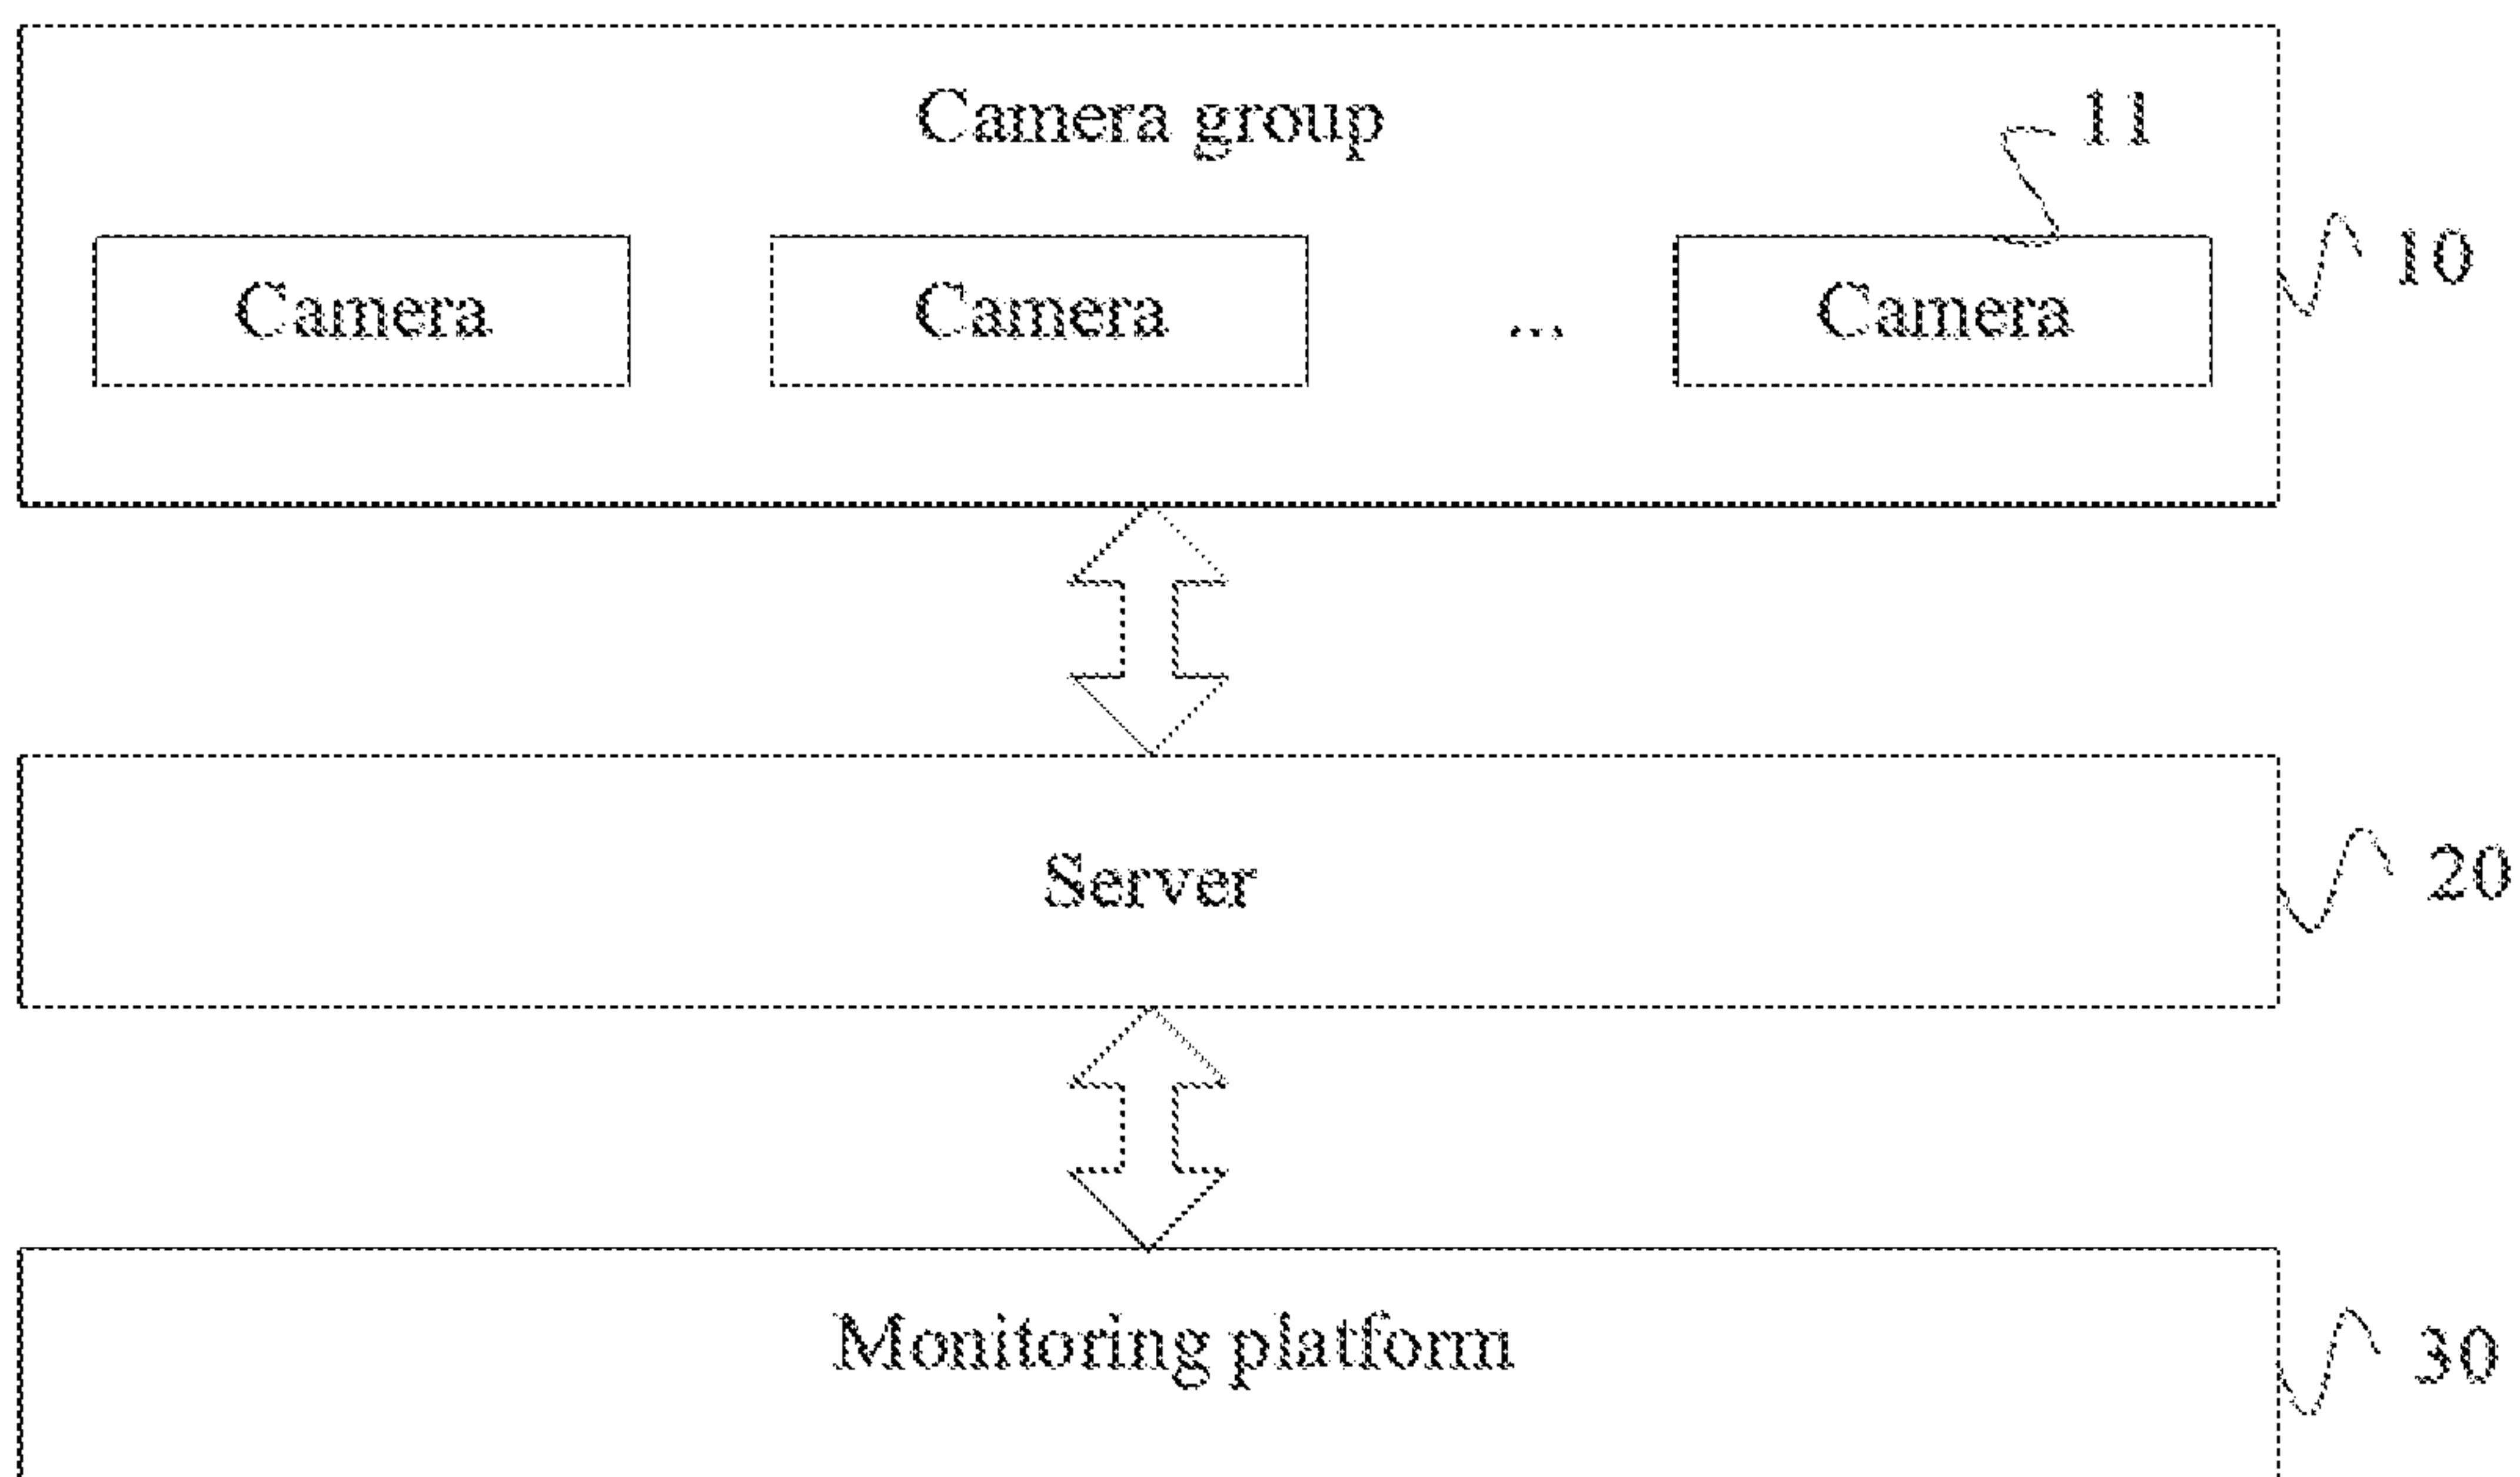 Camera group
11
Camera
Camera
...
Camera
10
Server
20
Monitoring platform
30